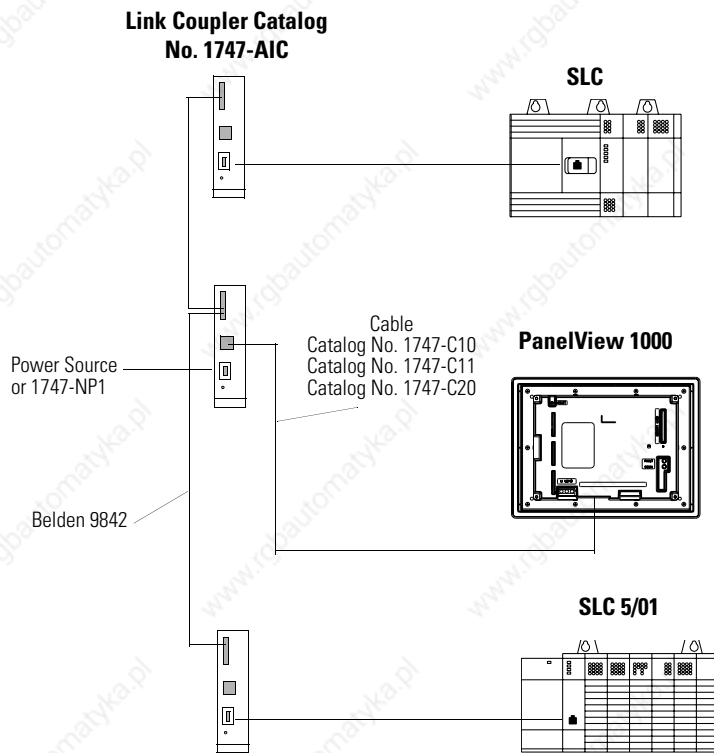 Link Coupler Catalog
No. 1747-AIC
SLC
Cable
Catalog No. 1747-C10
Catalog No. 1747-C11
Catalog No. 1747-C20
PanelView 1000
Power Source
or 1747-NP1
Belden 9842
SLC 5/01
www.rgbautomatyka.pl